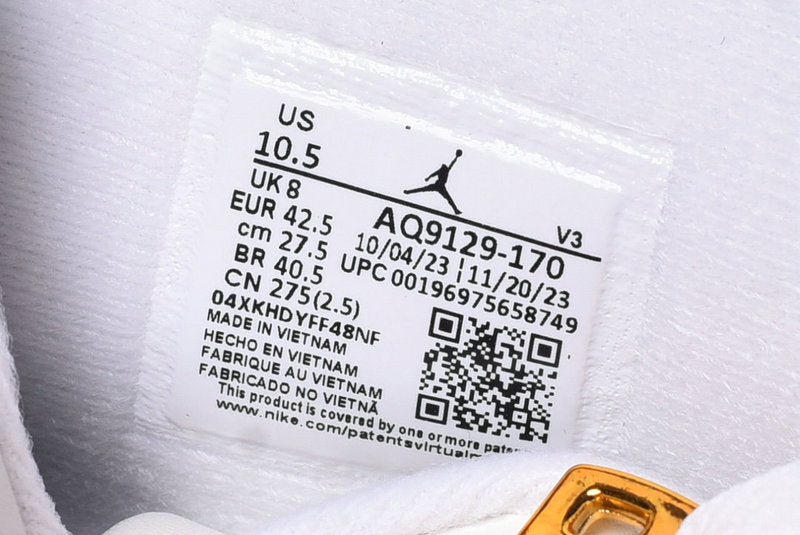 US
10.5
UK 8
EUR 42.5
cm 27.5
BR 40.5
CN 275(2.5)
V3
AQ9129-170
10/04/23 | 11/20/23
UPC 00196975658749
04XKHDYFF48NF
MADE IN VIETNAM
HECHO EN VIETNAM
FABRIQUE AU VIETNAM
FABRICADO NO VIETNÃ
This product is covered by one or more
www.nike.com/patentsvirtual